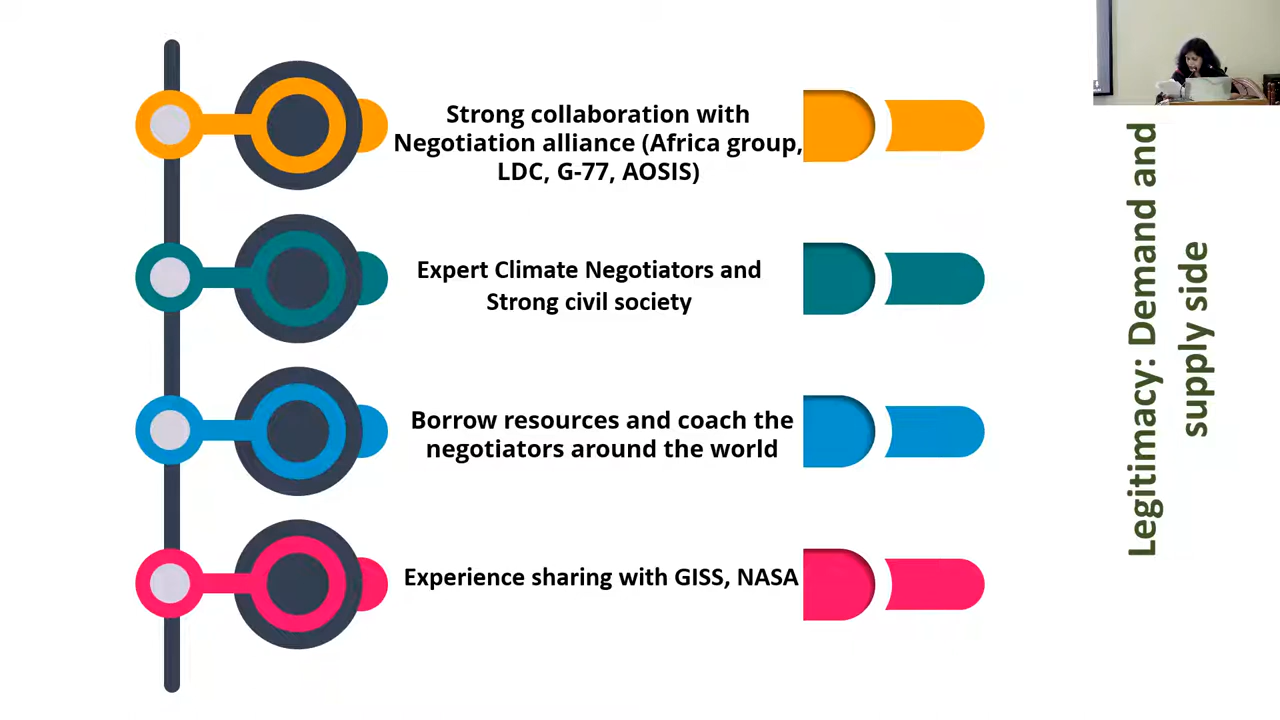 Strong collaboration with
Negotiation alliance (Africa group,
LDC, G-77, AOSIS)
Expert Climate Negotiators and
Strong civil society
Borrow resources and coach the
negotiators around the world
Experience sharing with GISS, NASA
Legitimacy: Demand and
supply side